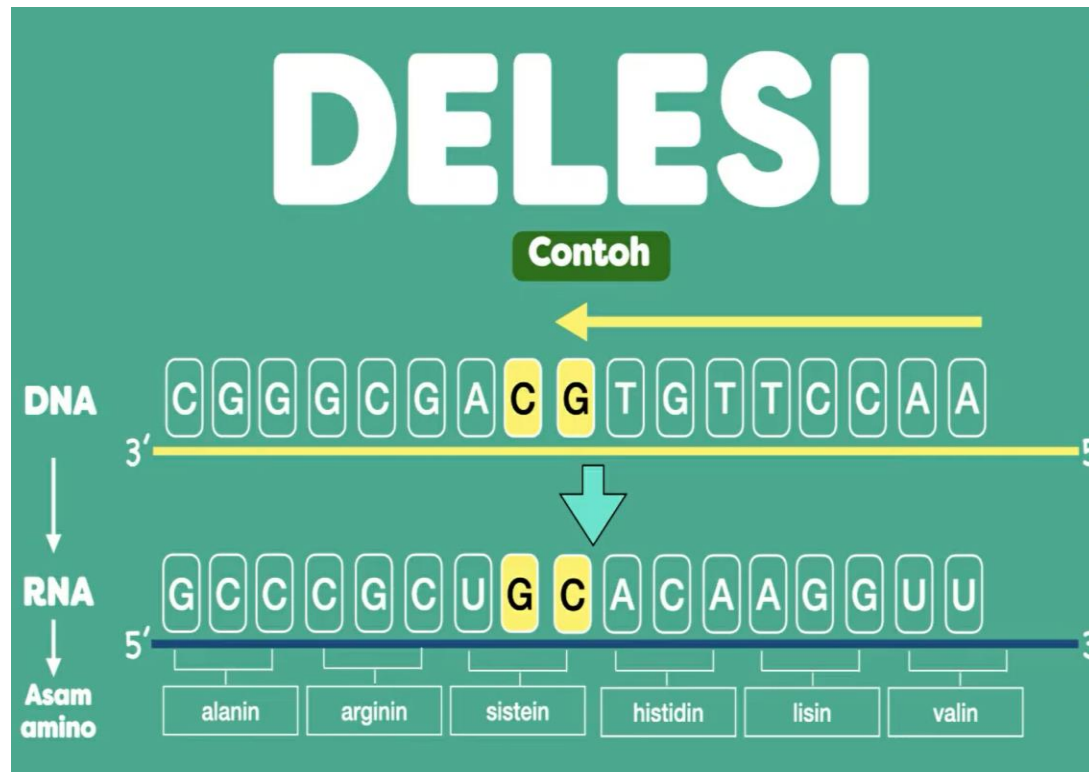 DELESI
Contoh
DNA C G G G C G A C G T G T T C C A A
3′ 5
RNA G C C C G C U G C A C A A G G U U
5′ 3
Asam amino
alanin arginin sistein histidin lisin valin